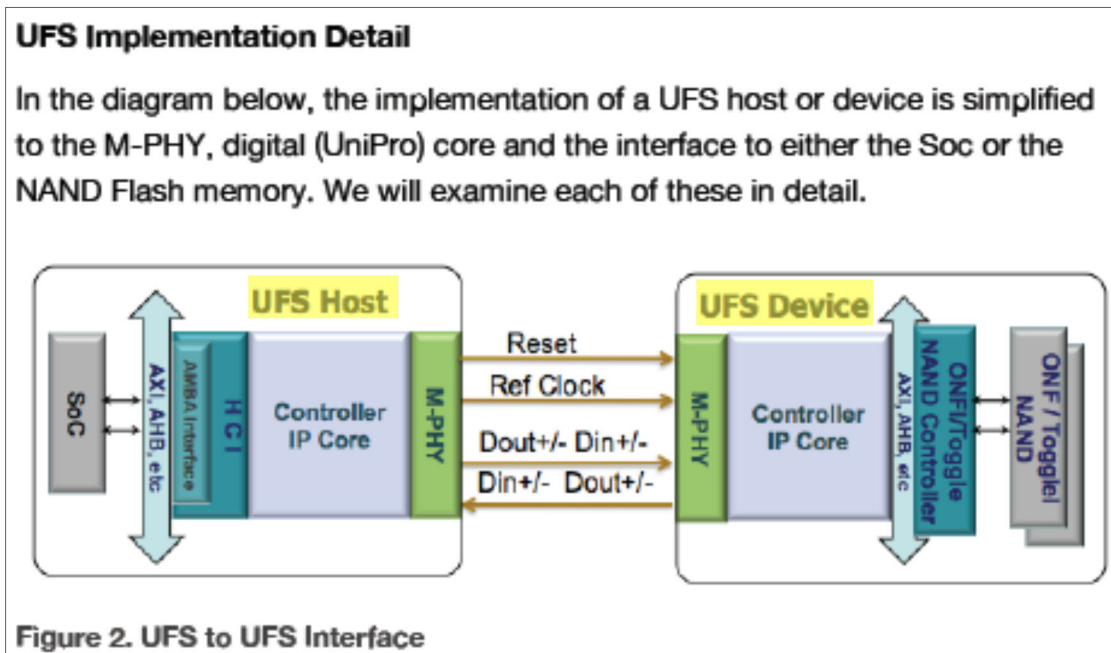 UFS Implementation Detail
In the diagram below, the implementation of a UFS host or device is simplified
to the M-PHY, digital (UniPro) core and the interface to either the Soc or the
NAND Flash memory. We will examine each of these in detail.
UFS Host
SoC
AXI, AHB, etc
AMBA Interface
HCI
Controller
IP Core
M-PHY
Reset
Ref Clock
Dout+/- Din+/-
Din+/- Dout+/-
UFS Device
M-PHY
Controller
IP Core
AXI, AHB, etc
ONFI/Toggle
NAND Controller
ONF / Togglel
NAND
Figure 2. UFS to UFS Interface